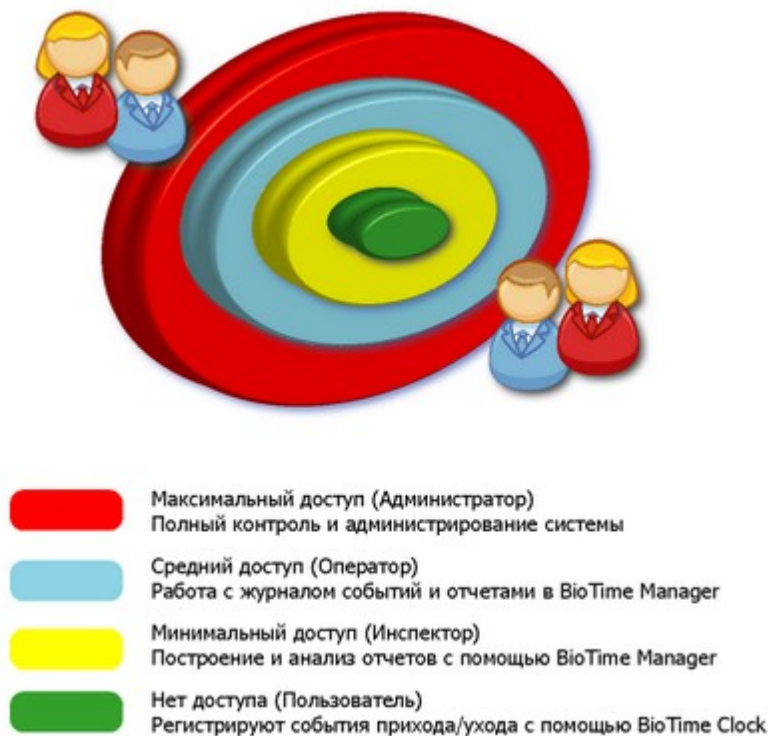 Максимальный доступ (Администратор)
Полный контроль и администрирование системы
Средний доступ (Оператор)
Работа с журналом событий и отчетами в BioTime Manager
Минимальный доступ (Инспектор)
Построение и анализ отчетов с помощью BioTime Manager
Нет доступа (Пользователь)
Регистрируют события прихода/ухода с помощью BioTime Clock